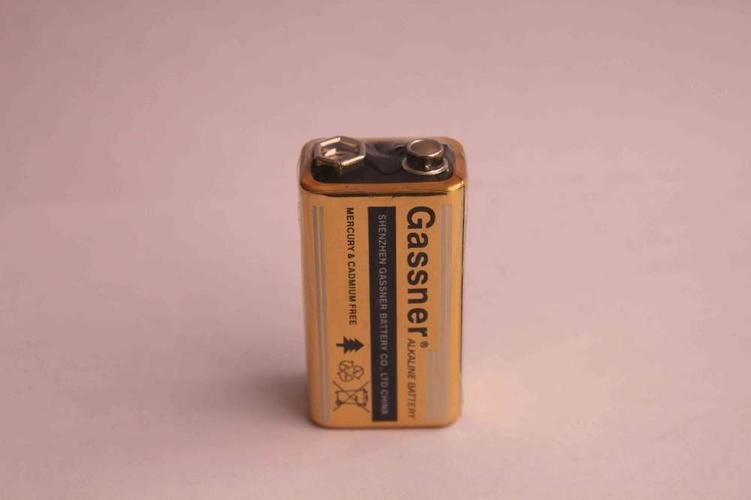 Gassner®
ALKALINE BATTERY
SHENZHEN GASSNER BATTERY CO., LTD CHINA
MERCURY & CADMIUM FREE